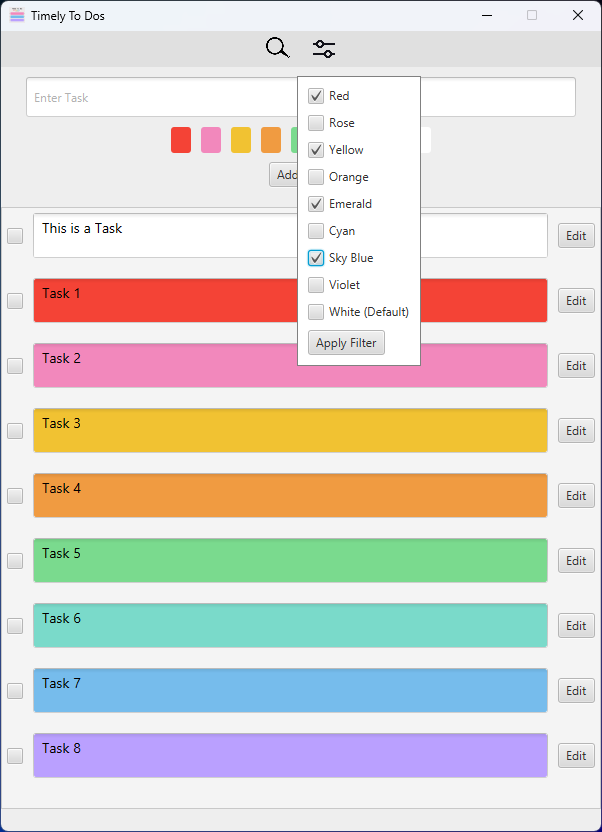 Timely To Dos
Enter Task
Red
Rose
Yellow
Orange
Emerald
Cyan
Sky Blue
Violet
White (Default)
Apply Filter
Add
This is a Task
Edit
Task 1
Edit
Task 2
Edit
Task 3
Edit
Task 4
Edit
Task 5
Edit
Task 6
Edit
Task 7
Edit
Task 8
Edit